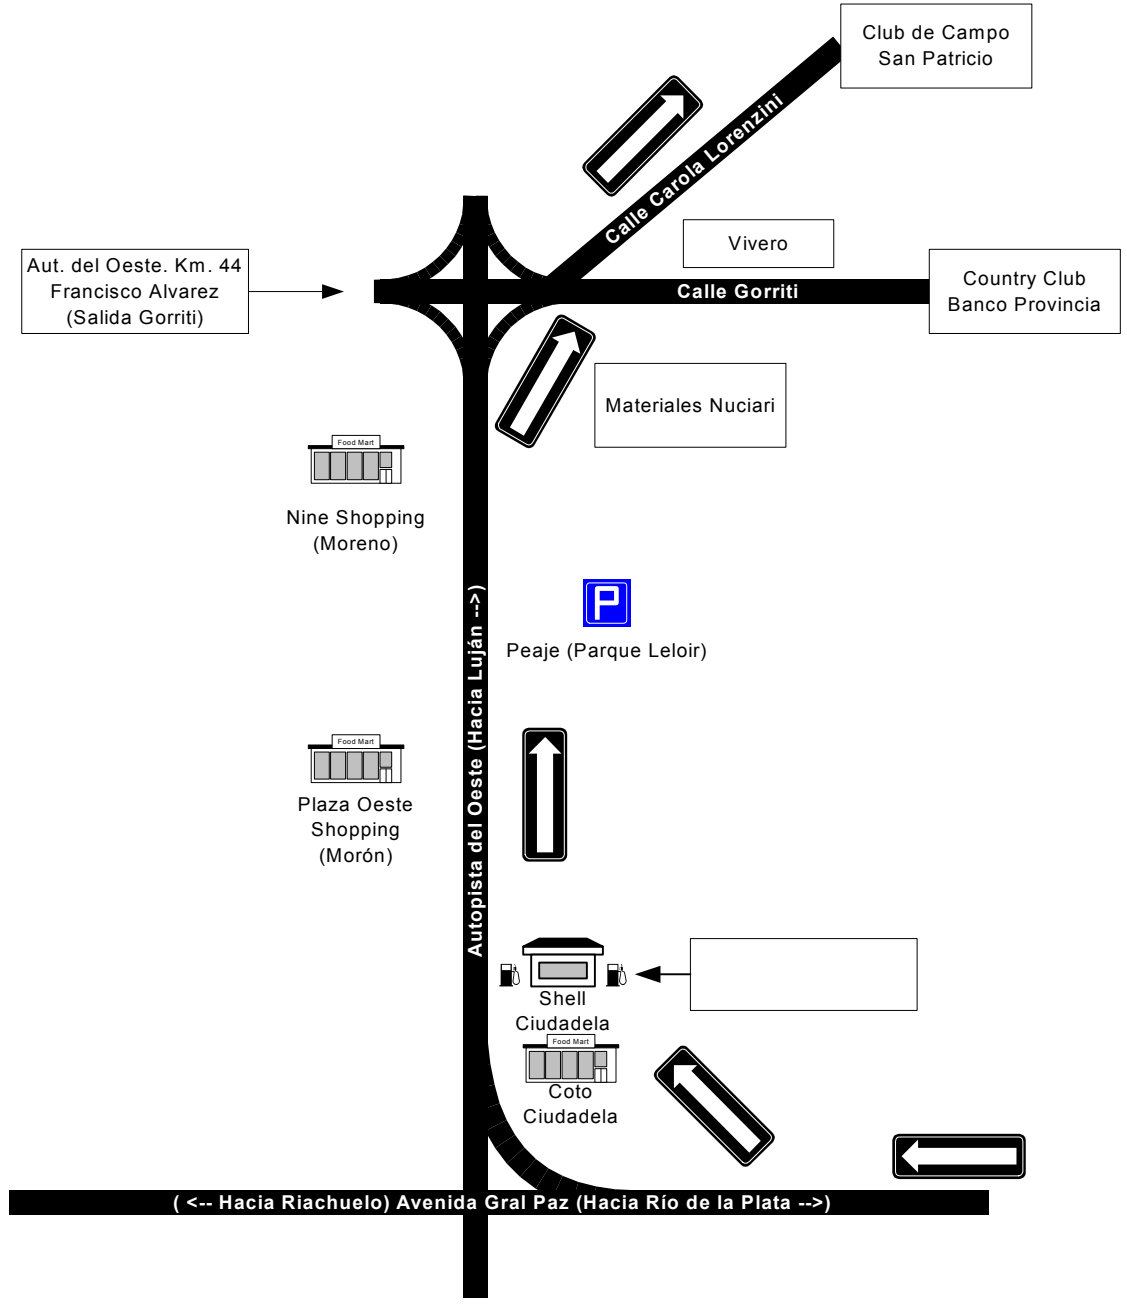 Club de Campo
San Patricio
Calle Carola Lorenzini
Vivero
Aut. del Oeste. Km. 44
Francisco Alvarez
(Salida Gorriti)
Calle Gorriti
Country Club
Banco Provincia
Materiales Nuciari
Food Mart
Nine Shopping
(Moreno)
P
Peaje (Parque Leloir)
Autopista del Oeste (Hacia Luján -->)
Food Mart
Plaza Oeste
Shopping
(Morón)
Shell
Ciudadela
Food Mart
Coto
Ciudadela
( <-- Hacia Riachuelo) Avenida Gral Paz (Hacia Río de la Plata -->)